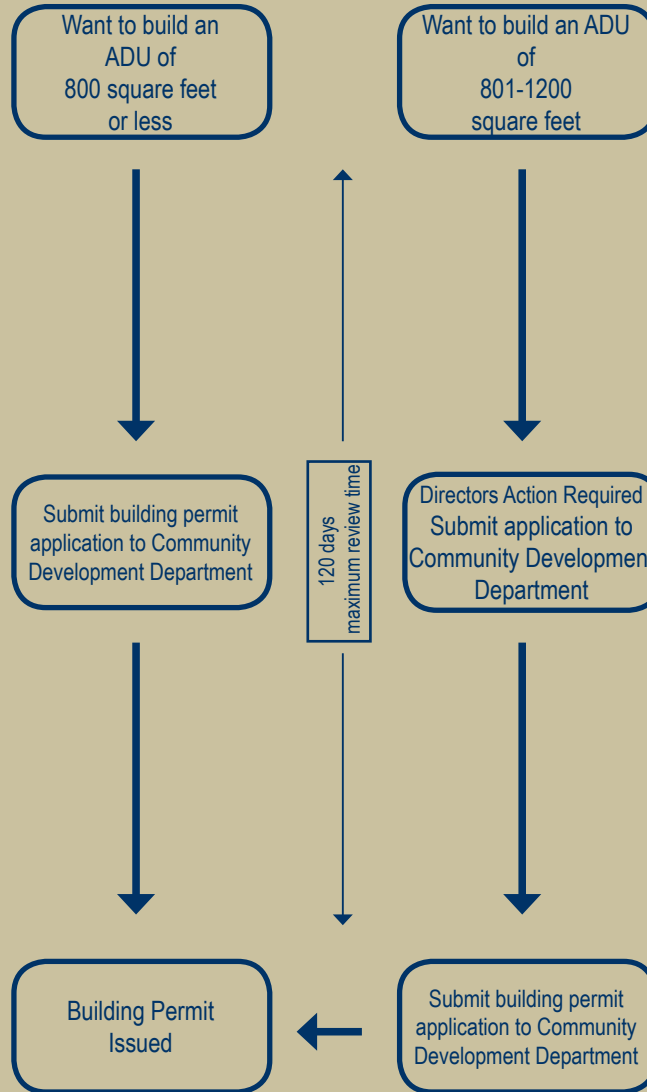 Want to build an
ADU of
800 square feet
or less
Want to build an ADU
of
801-1200
square feet
Submit building permit
application to Community
Development Department
120 days
maximum review time
Directors Action Required
Submit application to
Community Developmen
Department
Building Permit
Issued
Submit building permit
application to Community
Development Department